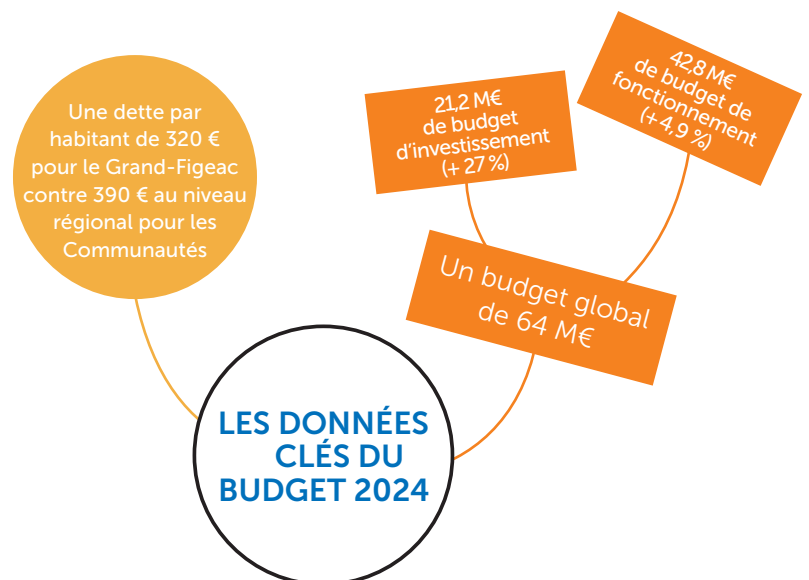 Une dette par
habitant de 320 €
pour le Grand-Figeac
contre 390 € au niveau
régional pour les
Communautés
21,2 M€
de budget
d'investissement
(+ 27 %)
42,8 M€
de budget de
fonctionnement
(+4,9 %)
Un budget global
de 64 M€
LES DONNÉES
CLÉS DU
BUDGET 2024